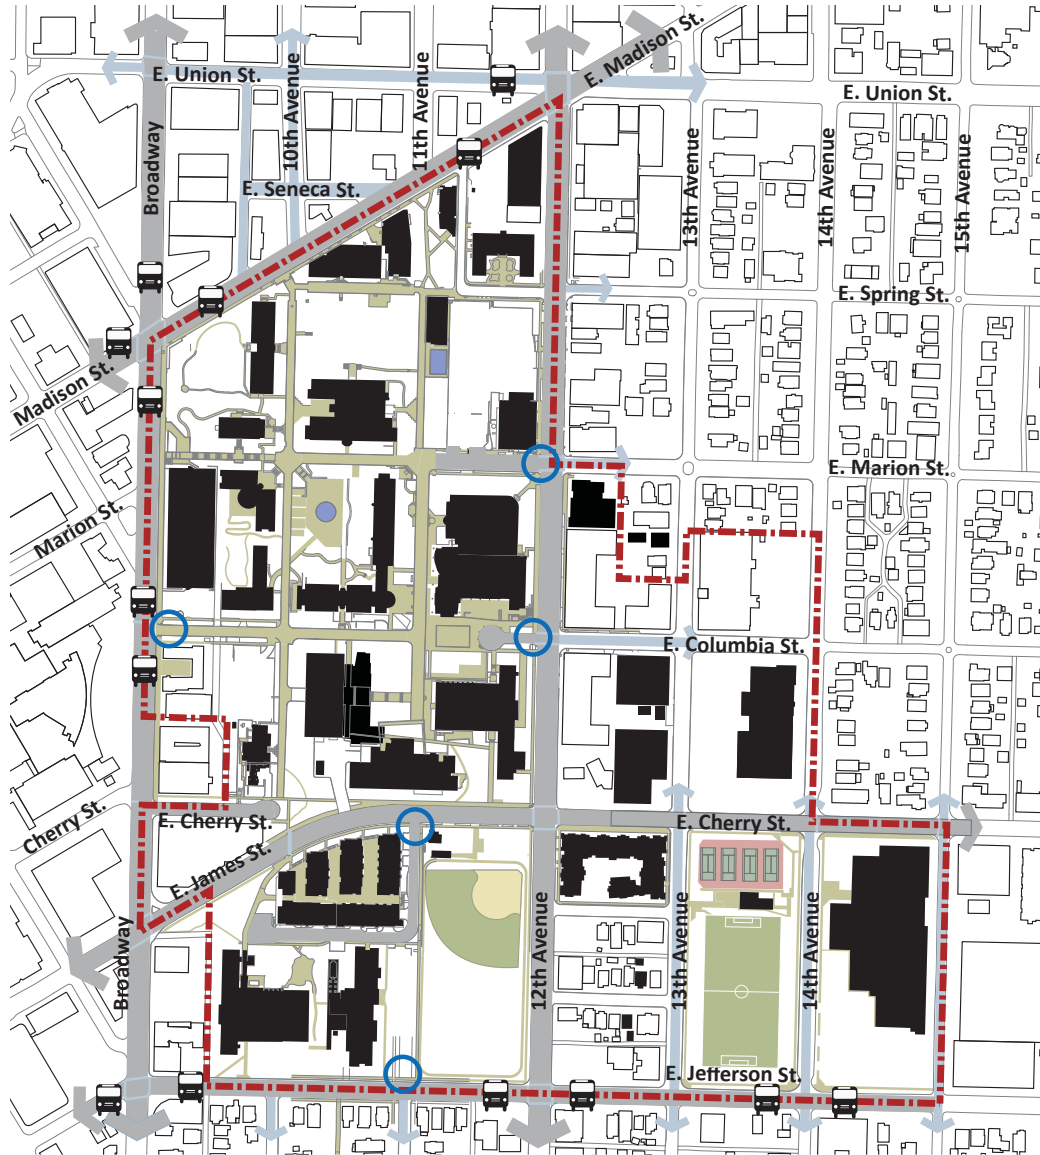 E. Madison St.
E. Union St.
10th Avenue
11th Avenue
E. Union St.
Broadway
E. Seneca St.
13th Avenue
14th Avenue
15th Avenue
E. Spring St.
Madison St.
E. Marion St.
Marion St.
E. Columbia St.
Cherry St.
E. Cherry St.
E. Cherry St.
E. James St.
Broadway
12th Avenue
13th Avenue
14th Avenue
E. Jefferson St.